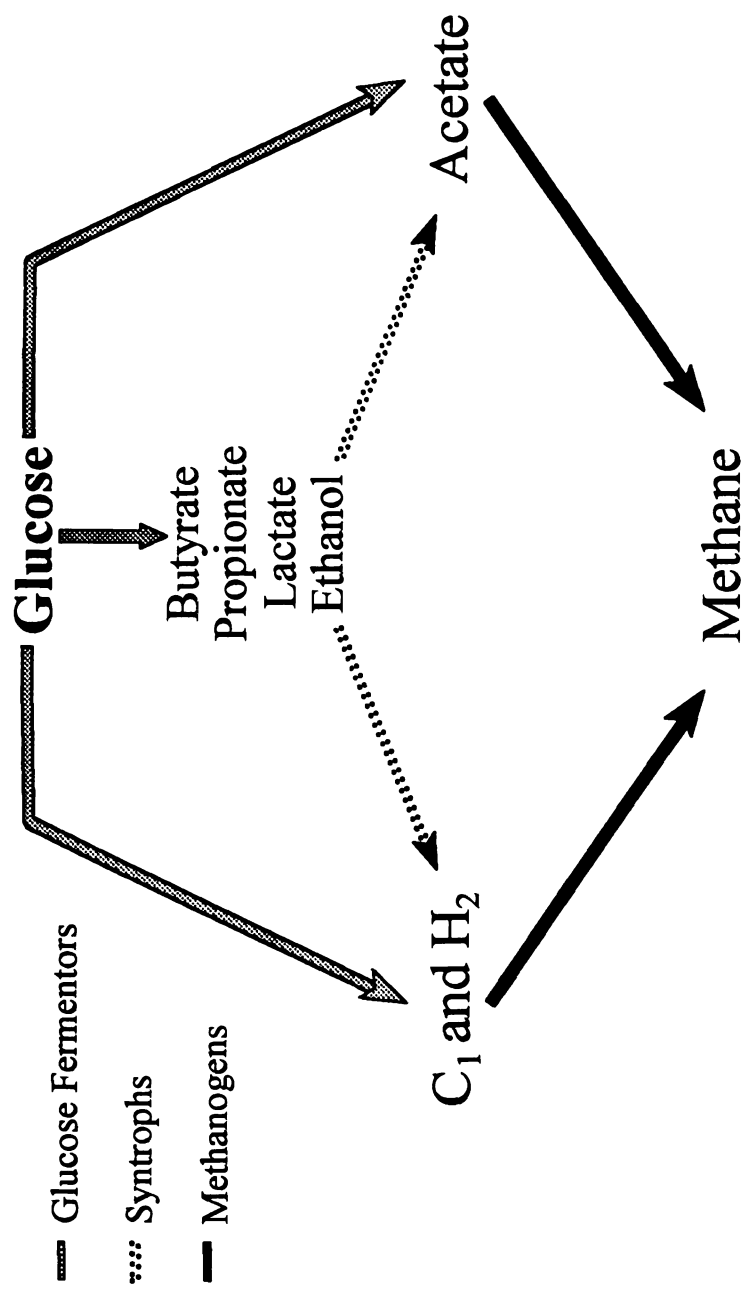 Glucose Fermentors
Syntrophs
Methanogens
Glucose
Butyrate
Propionate
Lactate
Ethanol
C₁ and H₂
Acetate
Methane